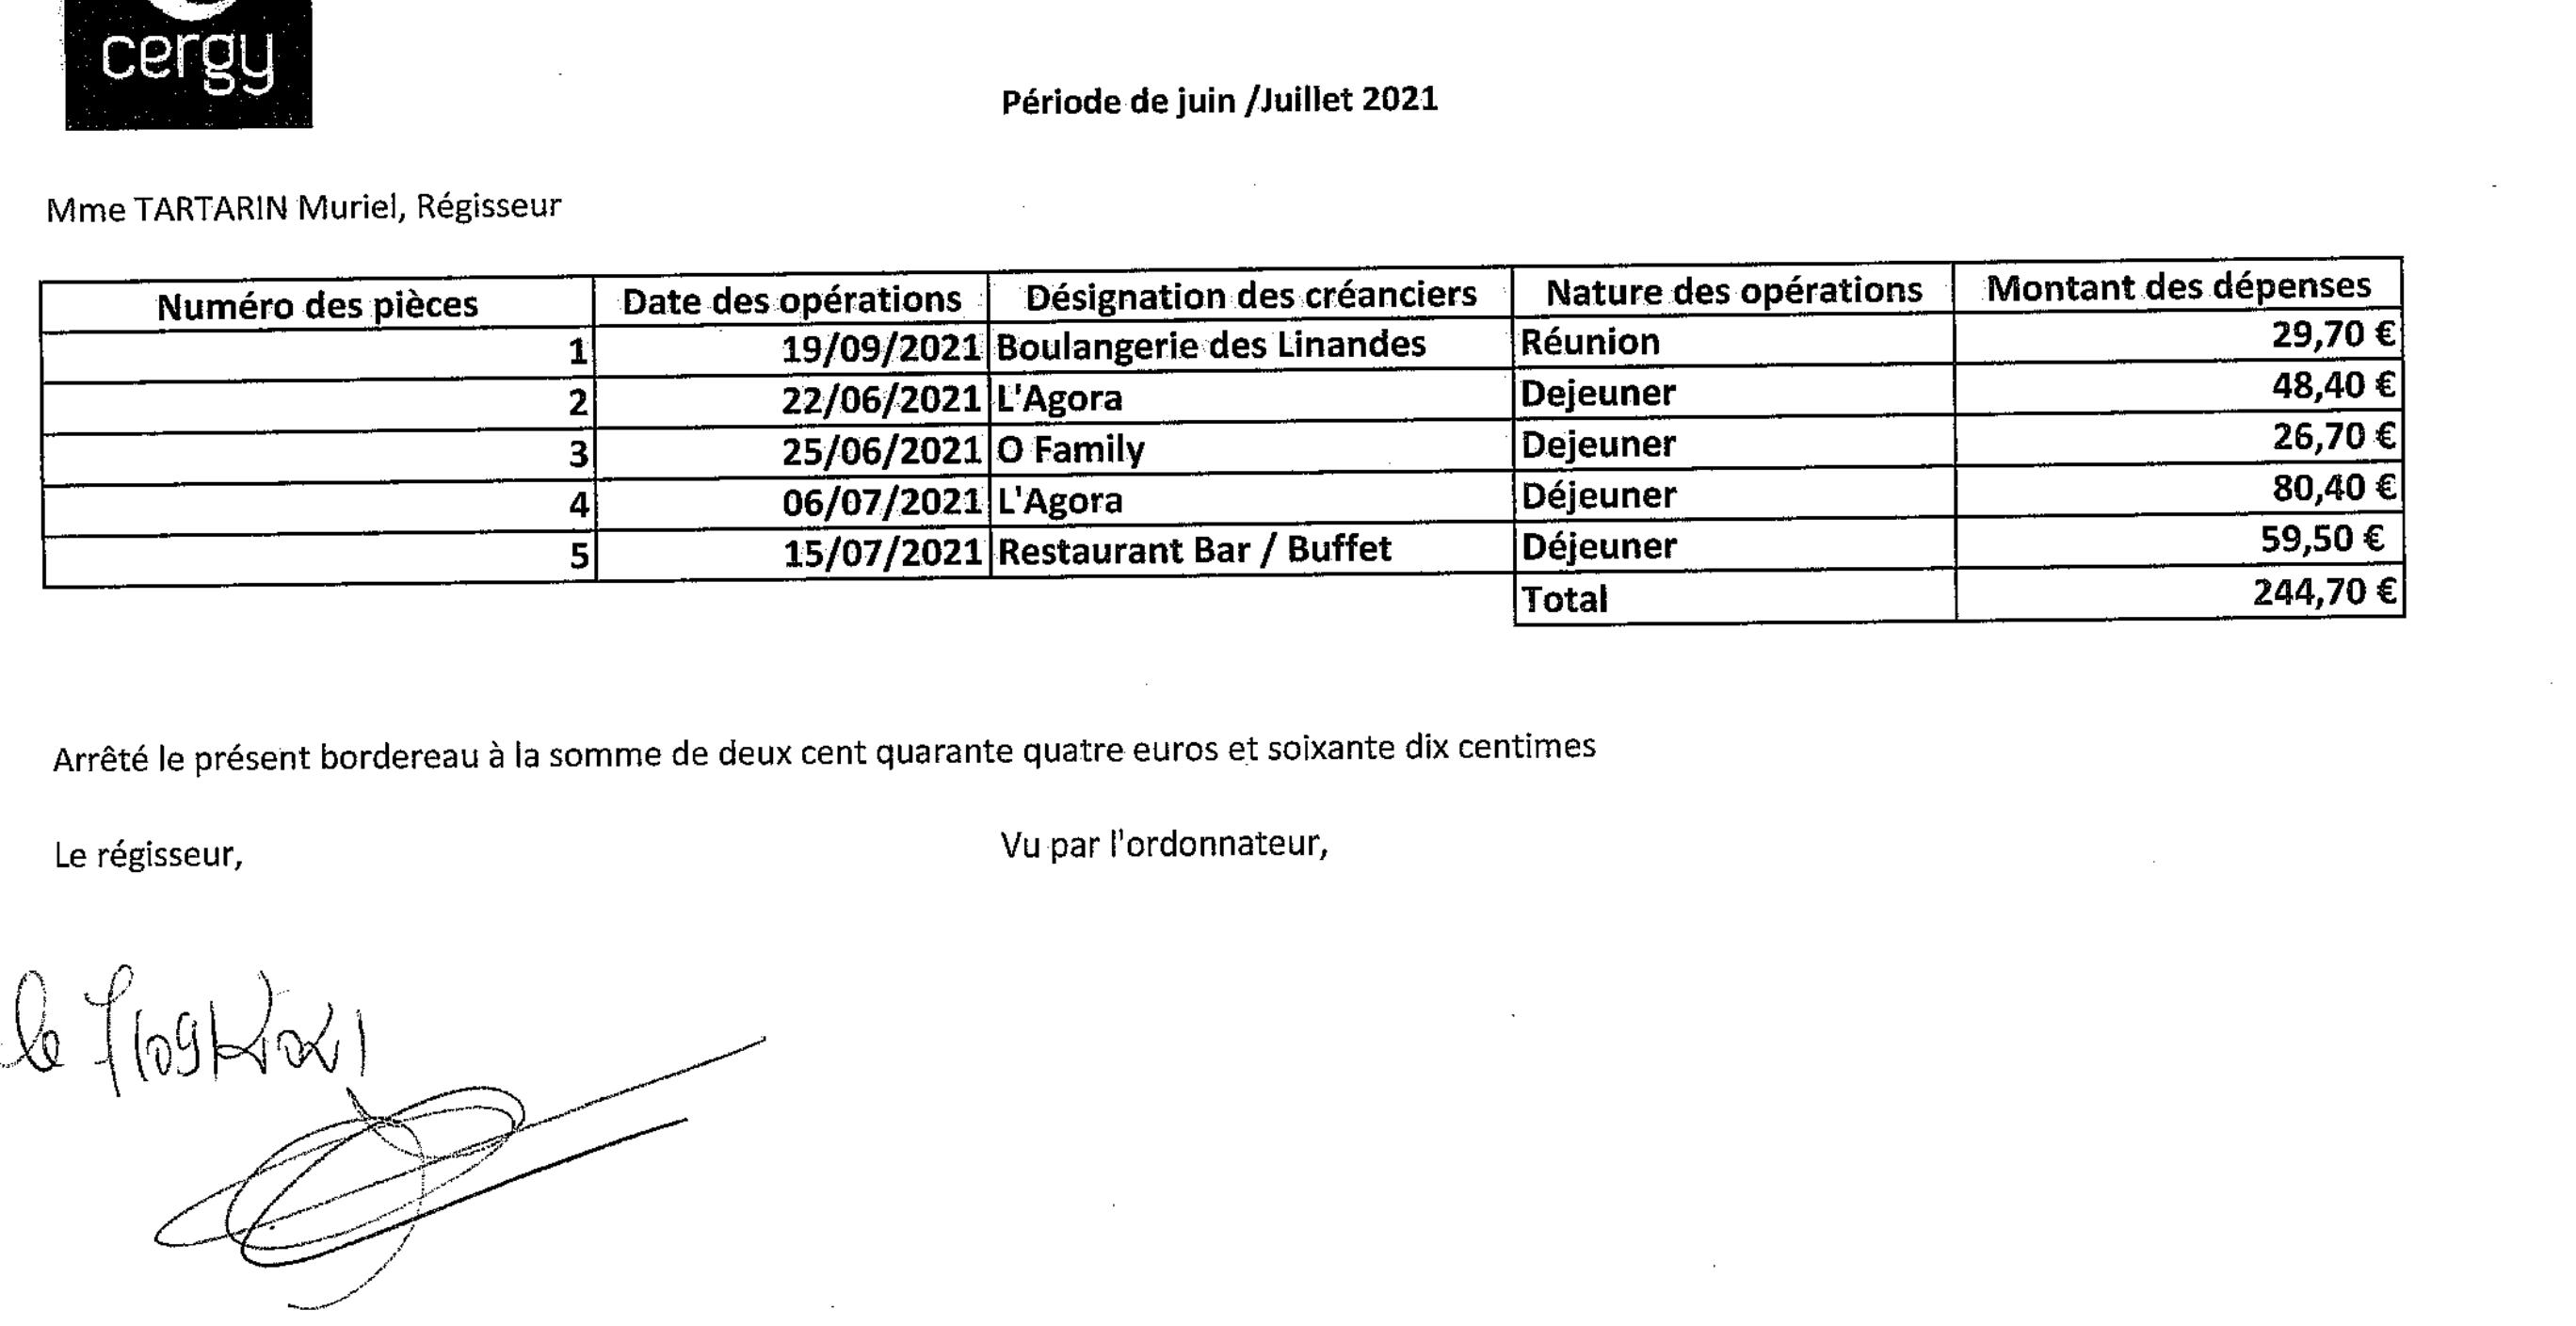 cergy
Période de juin /Juillet 2021
Mme TARTARIN Muriel, Régisseur
Numéro des pièces Date des opérations Désignation des créanciers Nature des opérations Montant des dépenses
1 19/09/2021 Boulangerie des Linandes Réunion 29,70 €
2 22/06/2021 L'Agora Dejeuner 48,40 €
3 25/06/2021 O Family Dejeuner 26,70 €
4 06/07/2021 L'Agora Déjeuner 80,40 €
5 15/07/2021 Restaurant Bar / Buffet Déjeuner 59,50 €
Total 244,70 €
Arrêté le présent bordereau à la somme de deux cent quarante quatre euros et soixante dix centimes
Le régisseur, Vu par l'ordonnateur,
le 7/09/2021